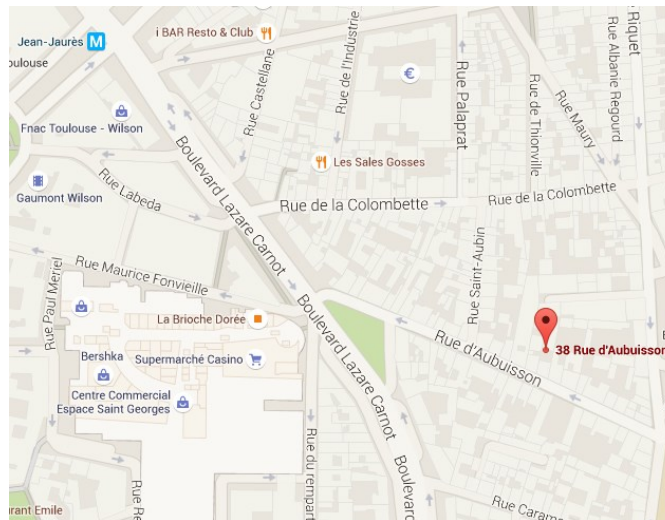 i BAR Resto & Club
Jean-Jaurès
M
oulouse
Rue de l'Industrie
Riquet
Rue Albanie Regourd
Rue Castellane
€
Rue Palaprat
Rue de Thionville
Rue Maury
Fnac Toulouse - Wilson
Boulevard Lazare Carnot
Les Sales Gosses
Gaumont Wilson
Rue Labeda
Rue de la Colombette
Rue de la Colombette
Rue Saint-Aubin
Rue Maurice Fonvieille
Rue Paul Mériel
La Brioche Dorée
Boulevard Lazare Carnot
Rue d'Aubuisson
38 Rue d'Aubuisson
Bershka
Supermarché Casino
Centre Commercial
Espace Saint Georges
Rue du rempart
Boulevard
Rue Re
Rue Caram
rant Emile